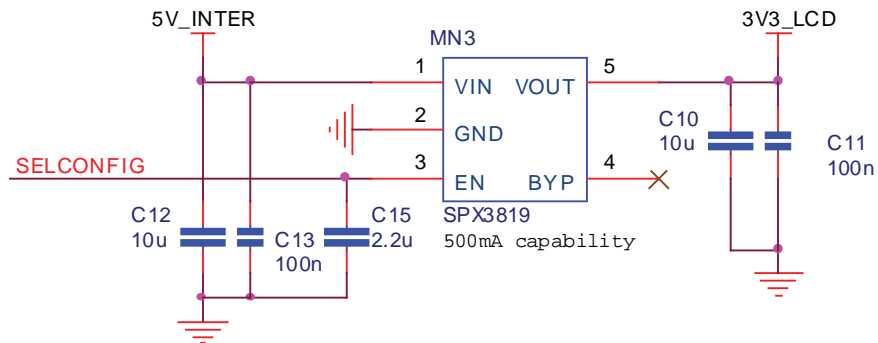 5V_INTER
3V3_LCD
MN3
1
VIN
VOUT
5
2
GND
SELCONFIG
3
EN
BYP
4
C10
10u
C11
100n
C12
10u
C13
100n
C15
2.2u
SPX3819
500mA capability